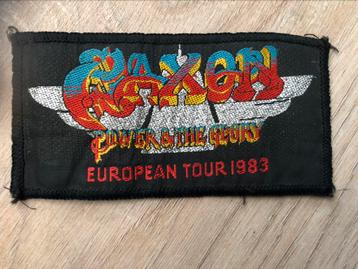 SAXON
POWER & THE GLORY
EUROPEAN TOUR 1983